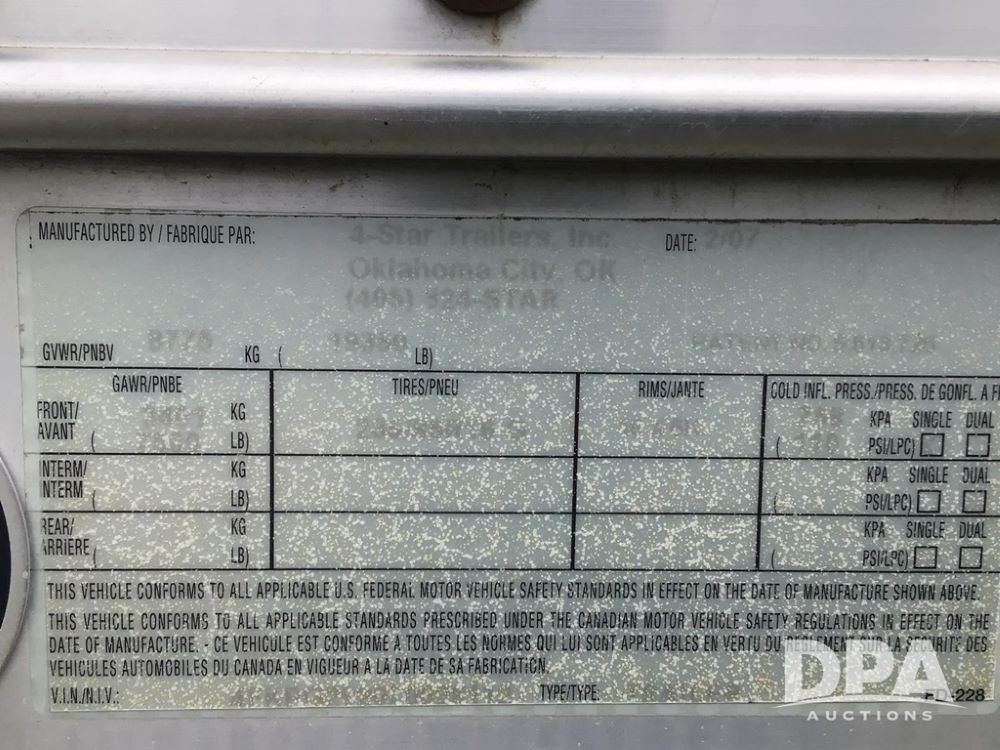 MANUFACTURED BY / FABRIQUE PAR: 4-Star Trailers, Inc DATE: 2/07
Oklahoma City, OK
(405) 324-STAR
GVWR/PNBV 8775 KG ( 19350 LB) PATENT NO.
GAWR/PNBE TIRES/PNEU RIMS/JANTE COLD INFL. PRESS./PRESS. DE GONFL. A
FRONT/ KG KPA SINGLE DUAL
AVANT ( LB) ( PSI/LPC)
INTERM/ KG KPA SINGLE DUAL
INTERM ( LB) ( PSI/LPC)
REAR/ KG KPA SINGLE DUAL
ARRIERE ( LB) ( PSI/LPC)
THIS VEHICLE CONFORMS TO ALL APPLICABLE U.S. FEDERAL MOTOR VEHICLE SAFETY STANDARDS IN EFFECT ON THE DATE OF MANUFACTURE SHOWN ABOVE.
THIS VEHICLE CONFORMS TO ALL APPLICABLE STANDARDS PRESCRIBED UNDER THE CANADIAN MOTOR VEHICLE SAFETY REGULATIONS IN EFFECT ON THE
DATE OF MANUFACTURE. - CE VEHICULE EST CONFORME A TOUTES LES NORMES QUI LUI SONT APPLICABLES EN VERTU DU REGLEMENT SUR LA SECURITE DES
VEHICULES AUTOMOBILES DU CANADA EN VIGUEUR A LA DATE DE SA FABRICATION.
V.I.N./N.I.V.: TYPE/TYPE: FD-228
DPA
AUCTIONS